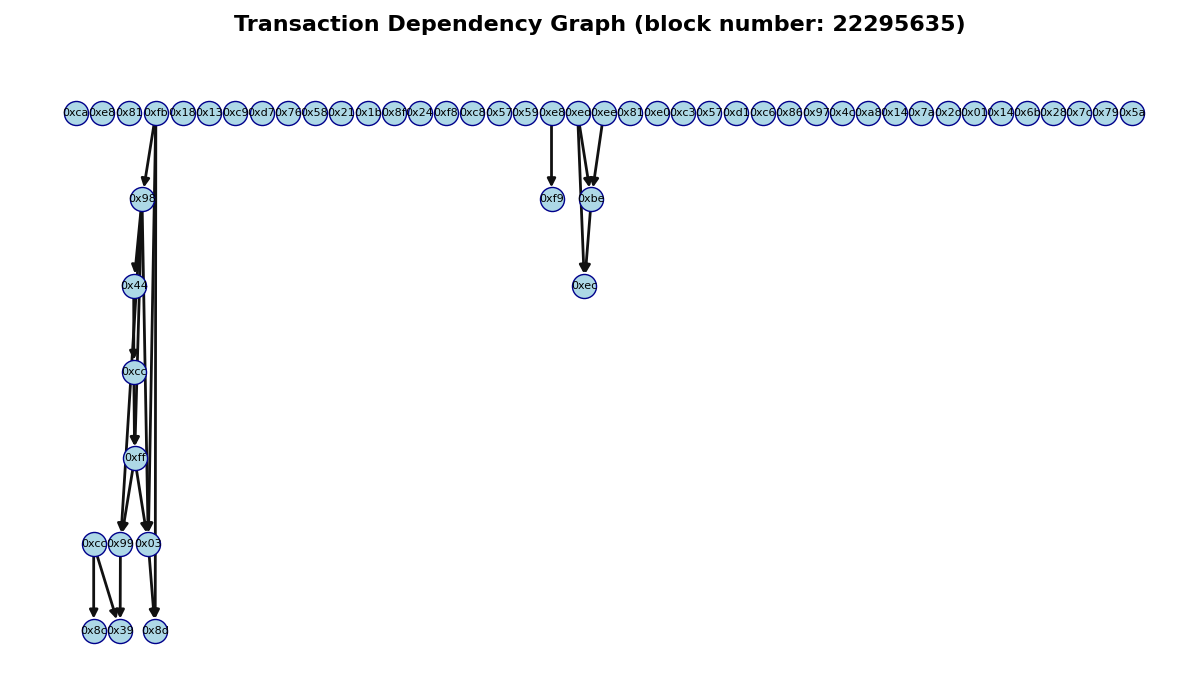 Transaction Dependency Graph (block number: 22295635)
0xca 0xe8 0x81 0xfb 0x18 0x13 0xc9 0xd7 0x76 0x58 0x21 0x1b 0x8f 0x24 0xf8 0xc8 0x57 0x59 0xe8 0xec 0xee 0x81 0xe0 0xc3 0x57 0xd1 0xc6 0x86 0x97 0x4c 0xa8 0x14 0x7a 0x2d 0x01 0x14 0x6b 0x28 0x7c 0x79 0x5a
0x98 0xf9 0xbe
0x44 0xec
0xcc
0xff
0xcc 0x99 0x03
0x8c 0x39 0x8d